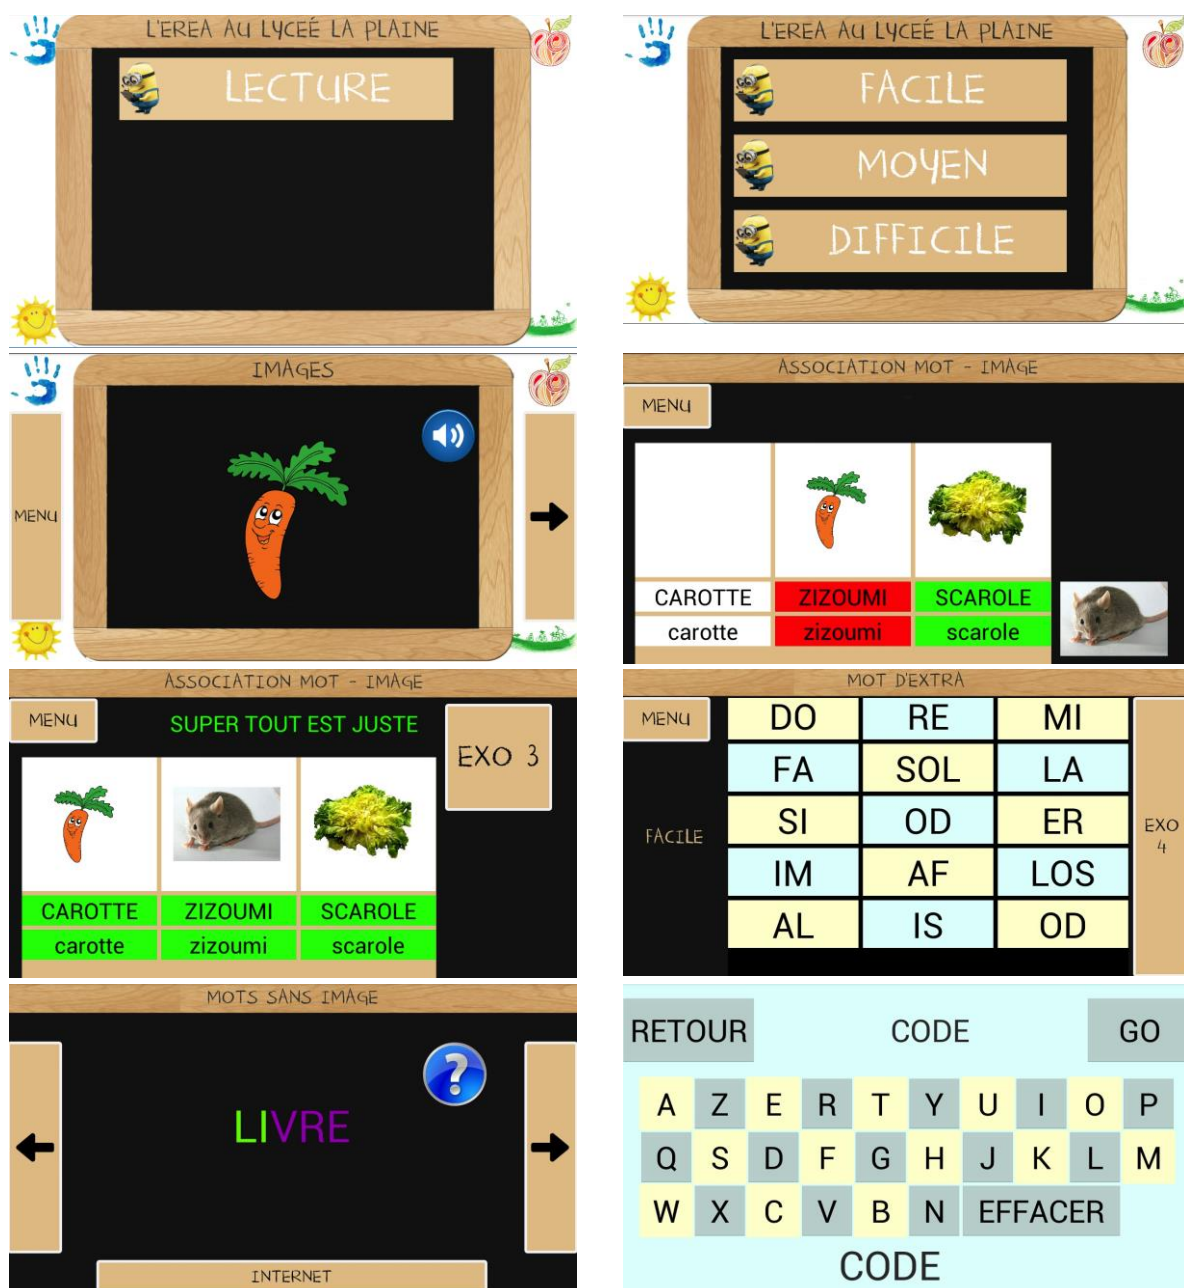 L'EREA AU LYCEÉ LA PLAINE
LECTURE
L'EREA AU LYCEÉ LA PLAINE
FACILE
MOYEN
DIFFICILE
IMAGES
MENU
ASSOCIATION MOT - IMAGE
MENU
CAROTTE ZIZOUMI SCAROLE
carotte zizoumi scarole
ASSOCIATION MOT - IMAGE
MENU
SUPER TOUT EST JUSTE
EXO 3
CAROTTE ZIZOUMI SCAROLE
carotte zizoumi scarole
MOT D'EXTRA
MENU
DO RE MI
FA SOL LA
FACILE
SI OD ER
EXO
4
IM AF LOS
AL IS OD
MOTS SANS IMAGE
LIVRE
INTERNET
RETOUR CODE GO
A Z E R T Y U I O P
Q S D F G H J K L M
W X C V B N EFFACER
CODE